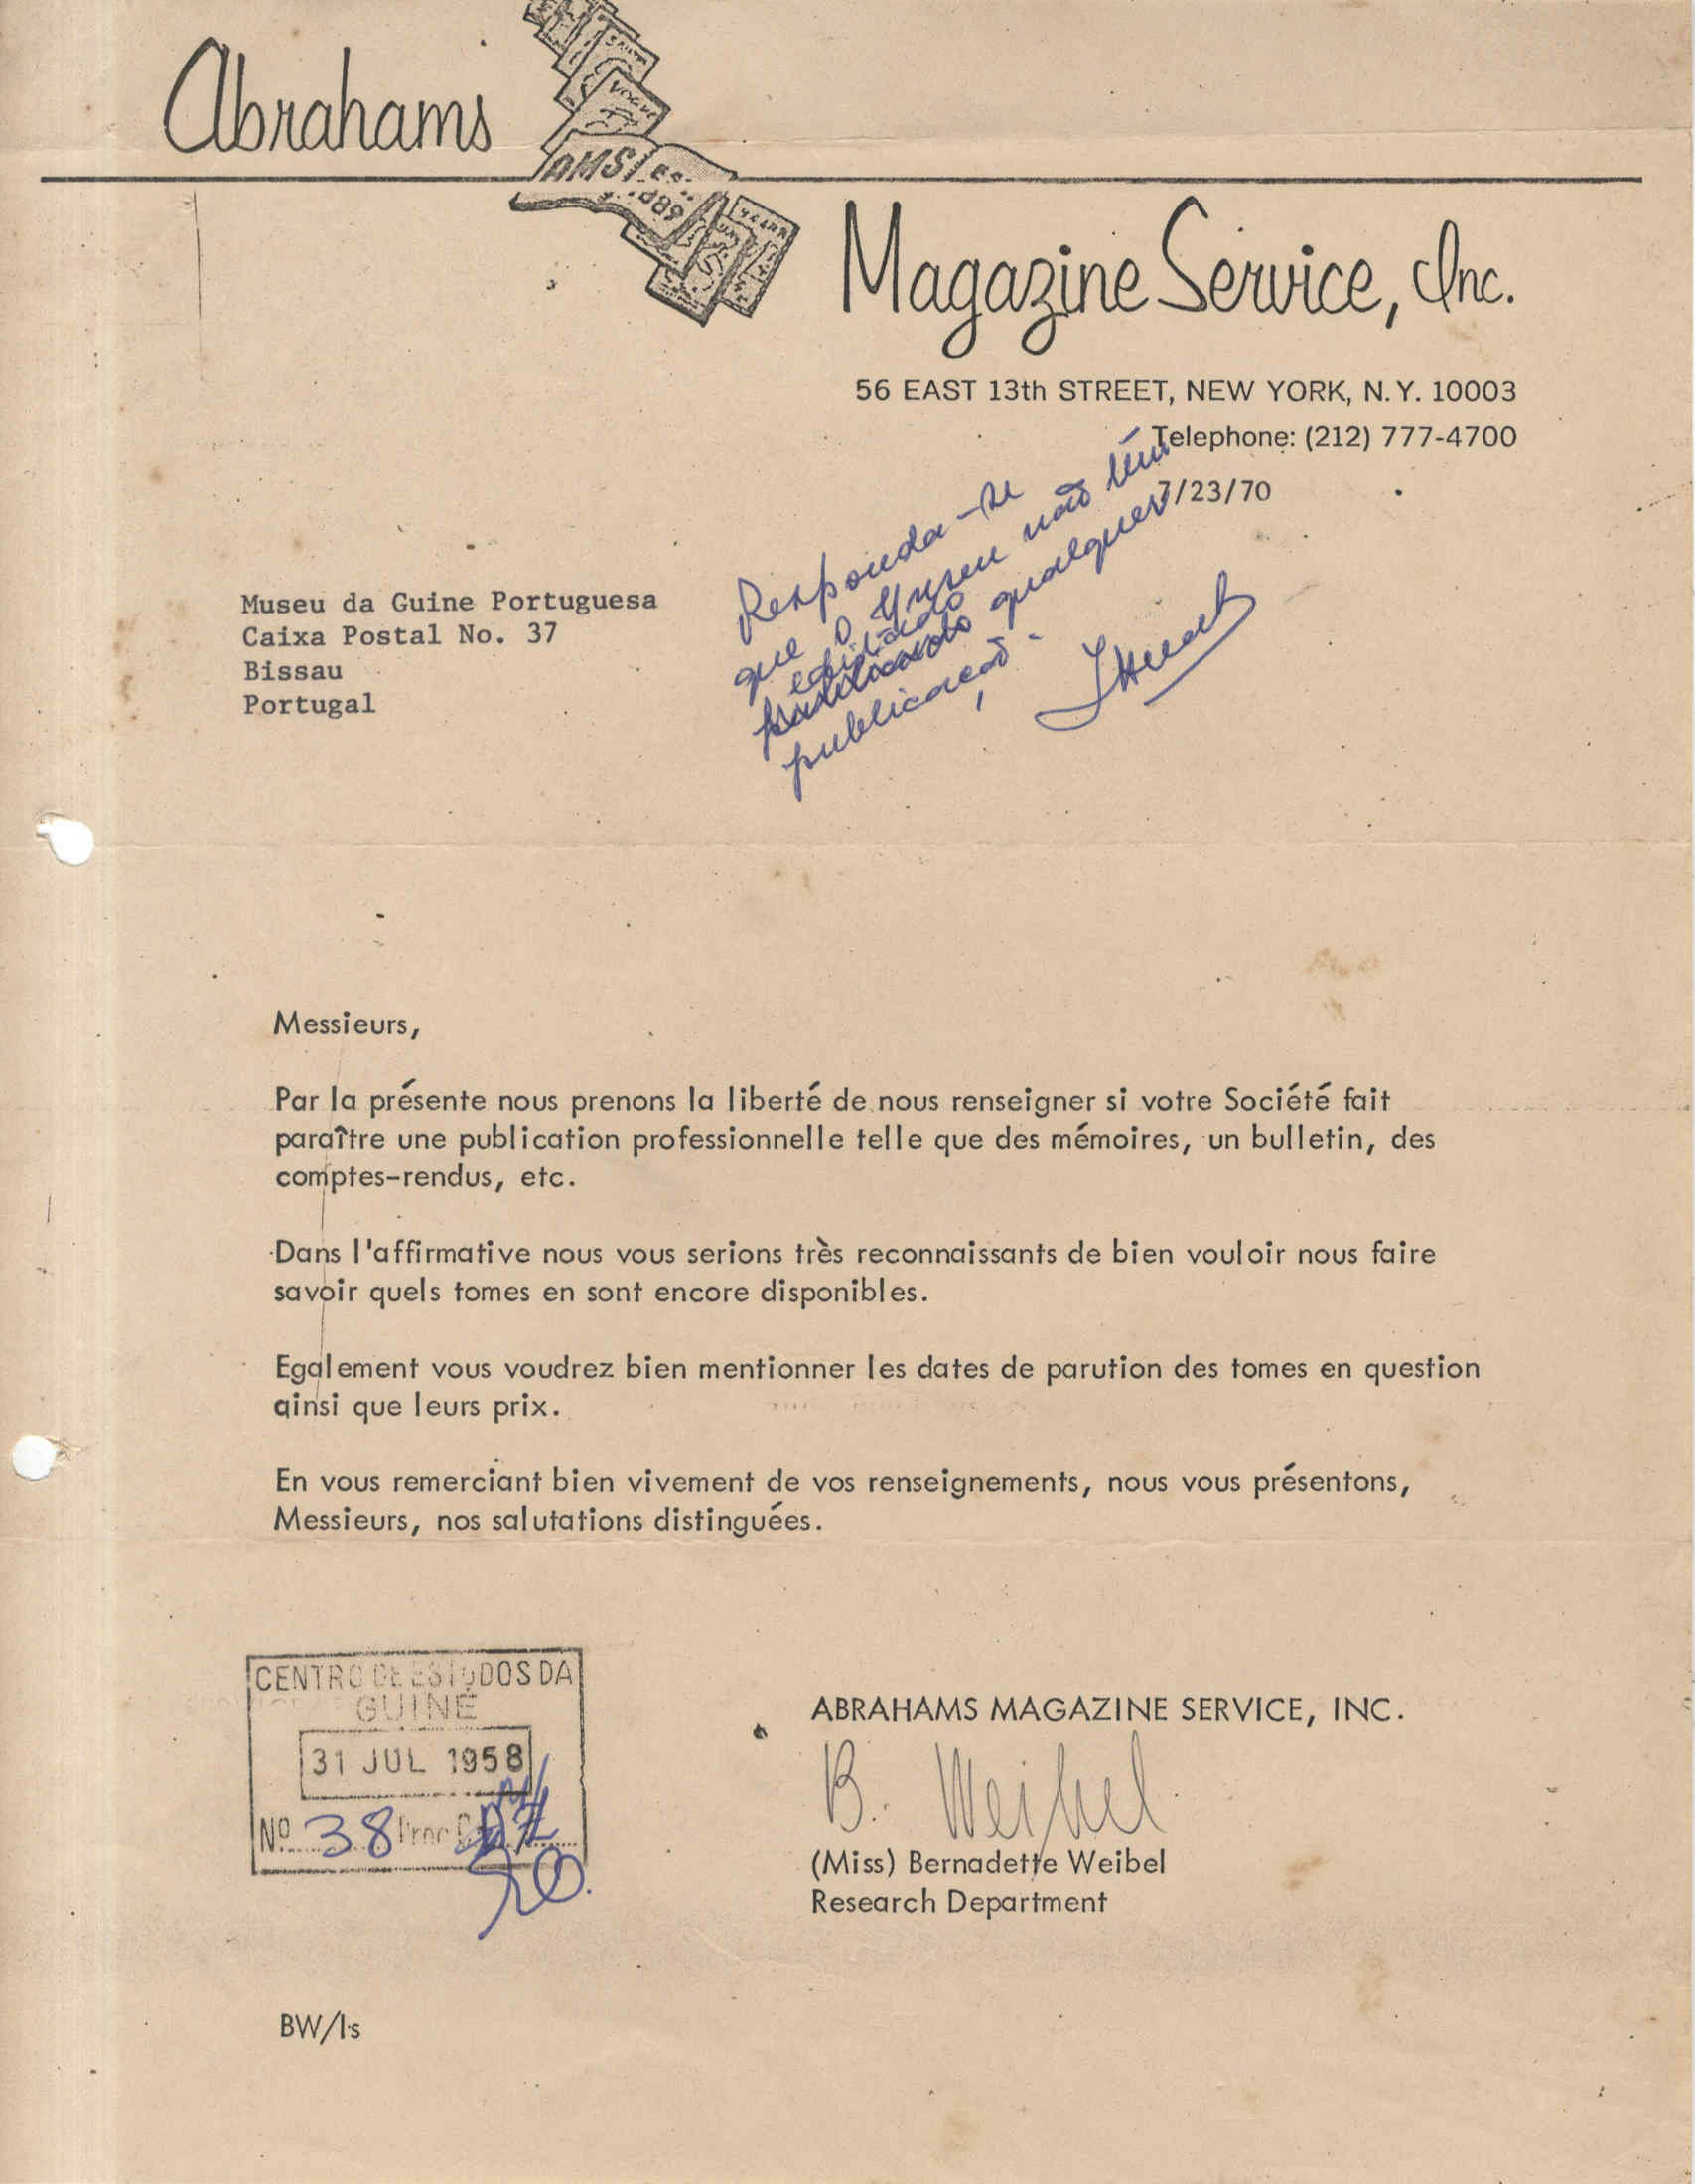 Abrahams
VOGUE
AMS
Magazine Service, Inc.
56 EAST 13th STREET, NEW YORK, N.Y. 10003
Telephone: (212) 777-4700
7/23/70
Responda-se
que o Museu não tem
editado
publicado qualquer
publicação.
Museu da Guine Portuguesa
Caixa Postal No. 37
Bissau
Portugal
Messieurs,
Par la présente nous prenons la liberté de nous renseigner si votre Société fait
paraître une publication professionnelle telle que des mémoires, un bulletin, des
comptes-rendus, etc.
Dans l'affirmative nous vous serions très reconnaissants de bien vouloir nous faire
savoir quels tomes en sont encore disponibles.
Egalement vous voudrez bien mentionner les dates de parution des tomes en question
ainsi que leurs prix.
En vous remerciant bien vivement de vos renseignements, nous vous présentons,
Messieurs, nos salutations distinguées.
CENTRO DE ESTUDOS DA
GUINÉ
31 JUL 1958
Nº 38 Proc
ABRAHAMS MAGAZINE SERVICE, INC.
B. Weibel
(Miss) Bernadette Weibel
Research Department
BW/ls